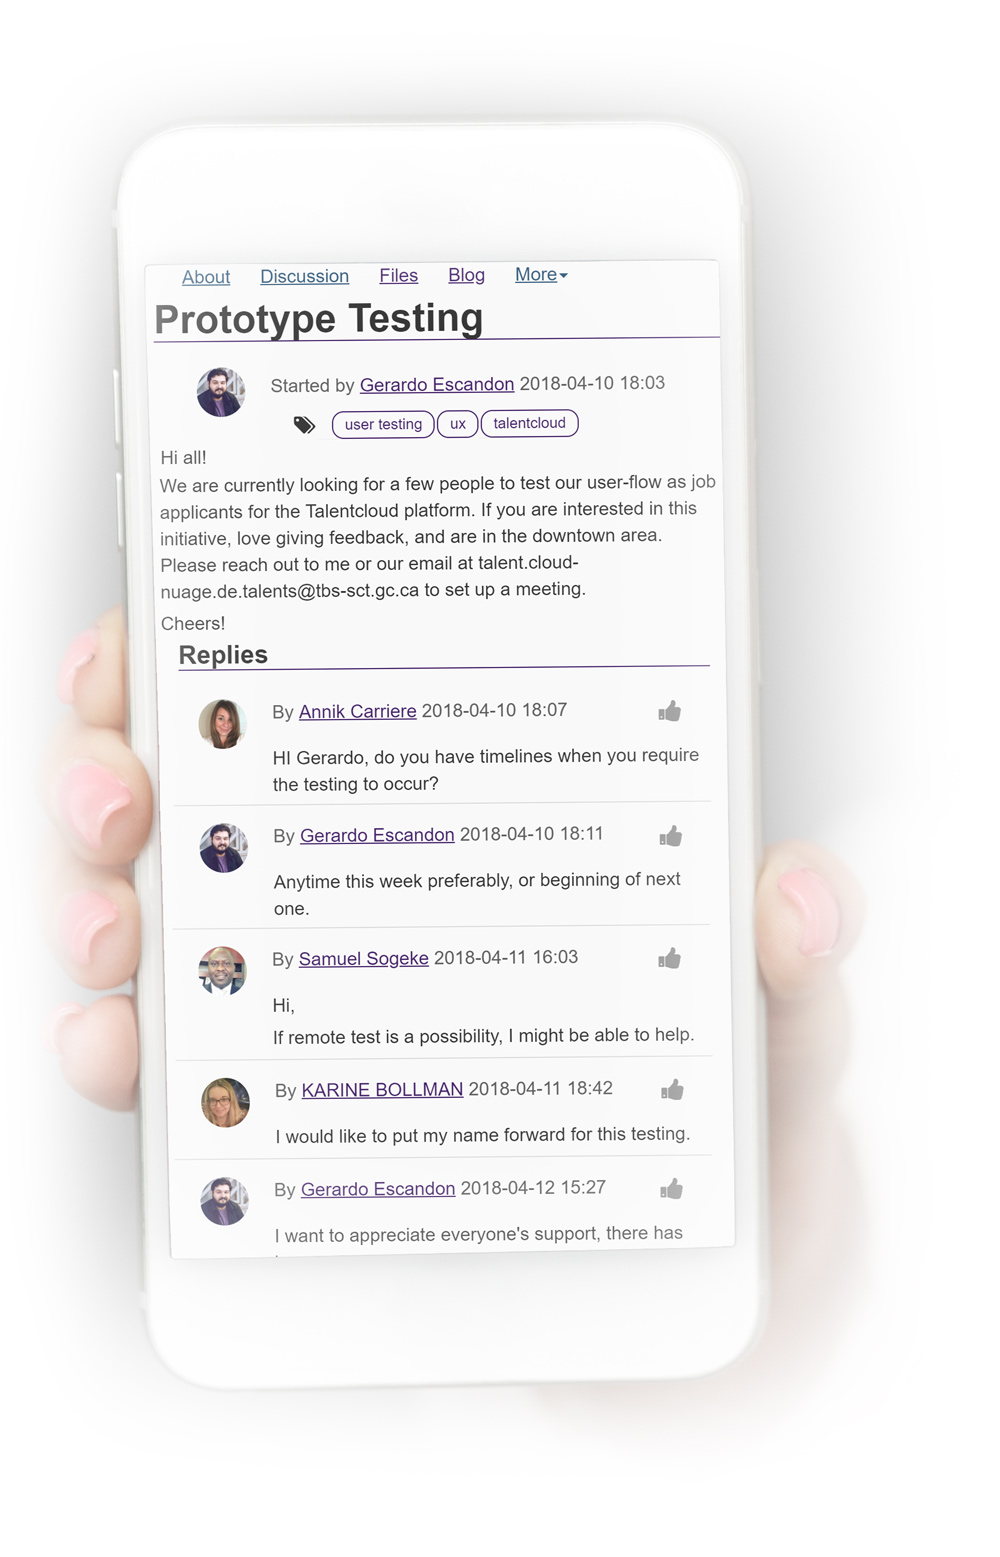 About Discussion Files Blog More
Prototype Testing
Started by Gerardo Escandon 2018-04-10 18:03
user testing ux talentcloud
Hi all!
We are currently looking for a few people to test our user-flow as job
applicants for the Talentcloud platform. If you are interested in this
initiative, love giving feedback, and are in the downtown area.
Please reach out to me or our email at talent.cloud-
nuage.de.talents@tbs-sct.gc.ca to set up a meeting.
Cheers!
Replies
By Annik Carriere 2018-04-10 18:07
HI Gerardo, do you have timelines when you require
the testing to occur?
By Gerardo Escandon 2018-04-10 18:11
Anytime this week preferably, or beginning of next
one.
By Samuel Sogeke 2018-04-11 16:03
Hi,
If remote test is a possibility, I might be able to help.
By KARINE BOLLMAN 2018-04-11 18:42
I would like to put my name forward for this testing.
By Gerardo Escandon 2018-04-12 15:27
I want to appreciate everyone's support, there has